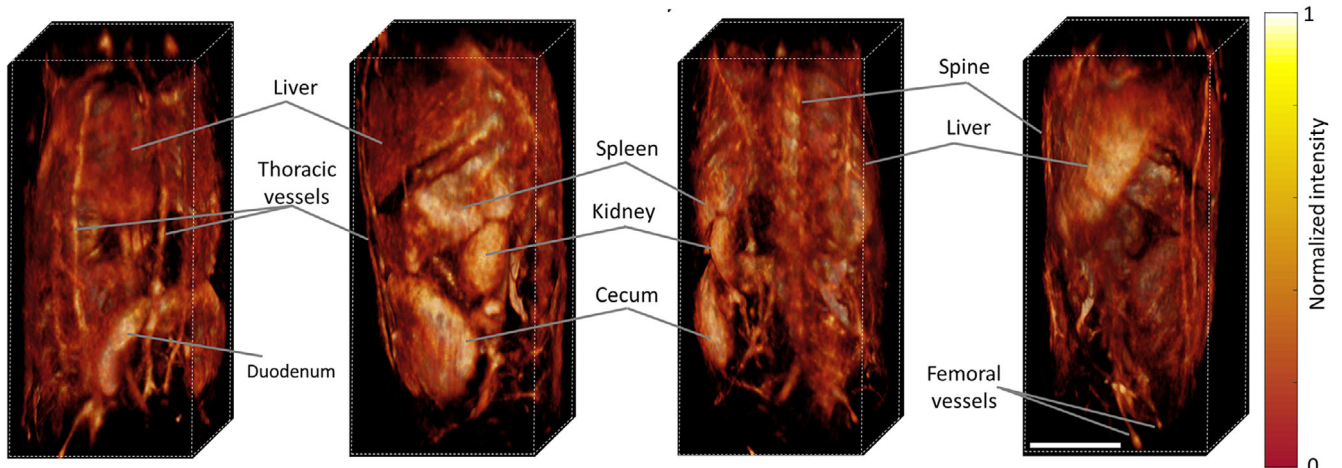 Liver
Thoracic
vessels
Duodenum
Spleen
Kidney
Cecum
Spine
Liver
Femoral
vessels
1
Normalized intensity
0